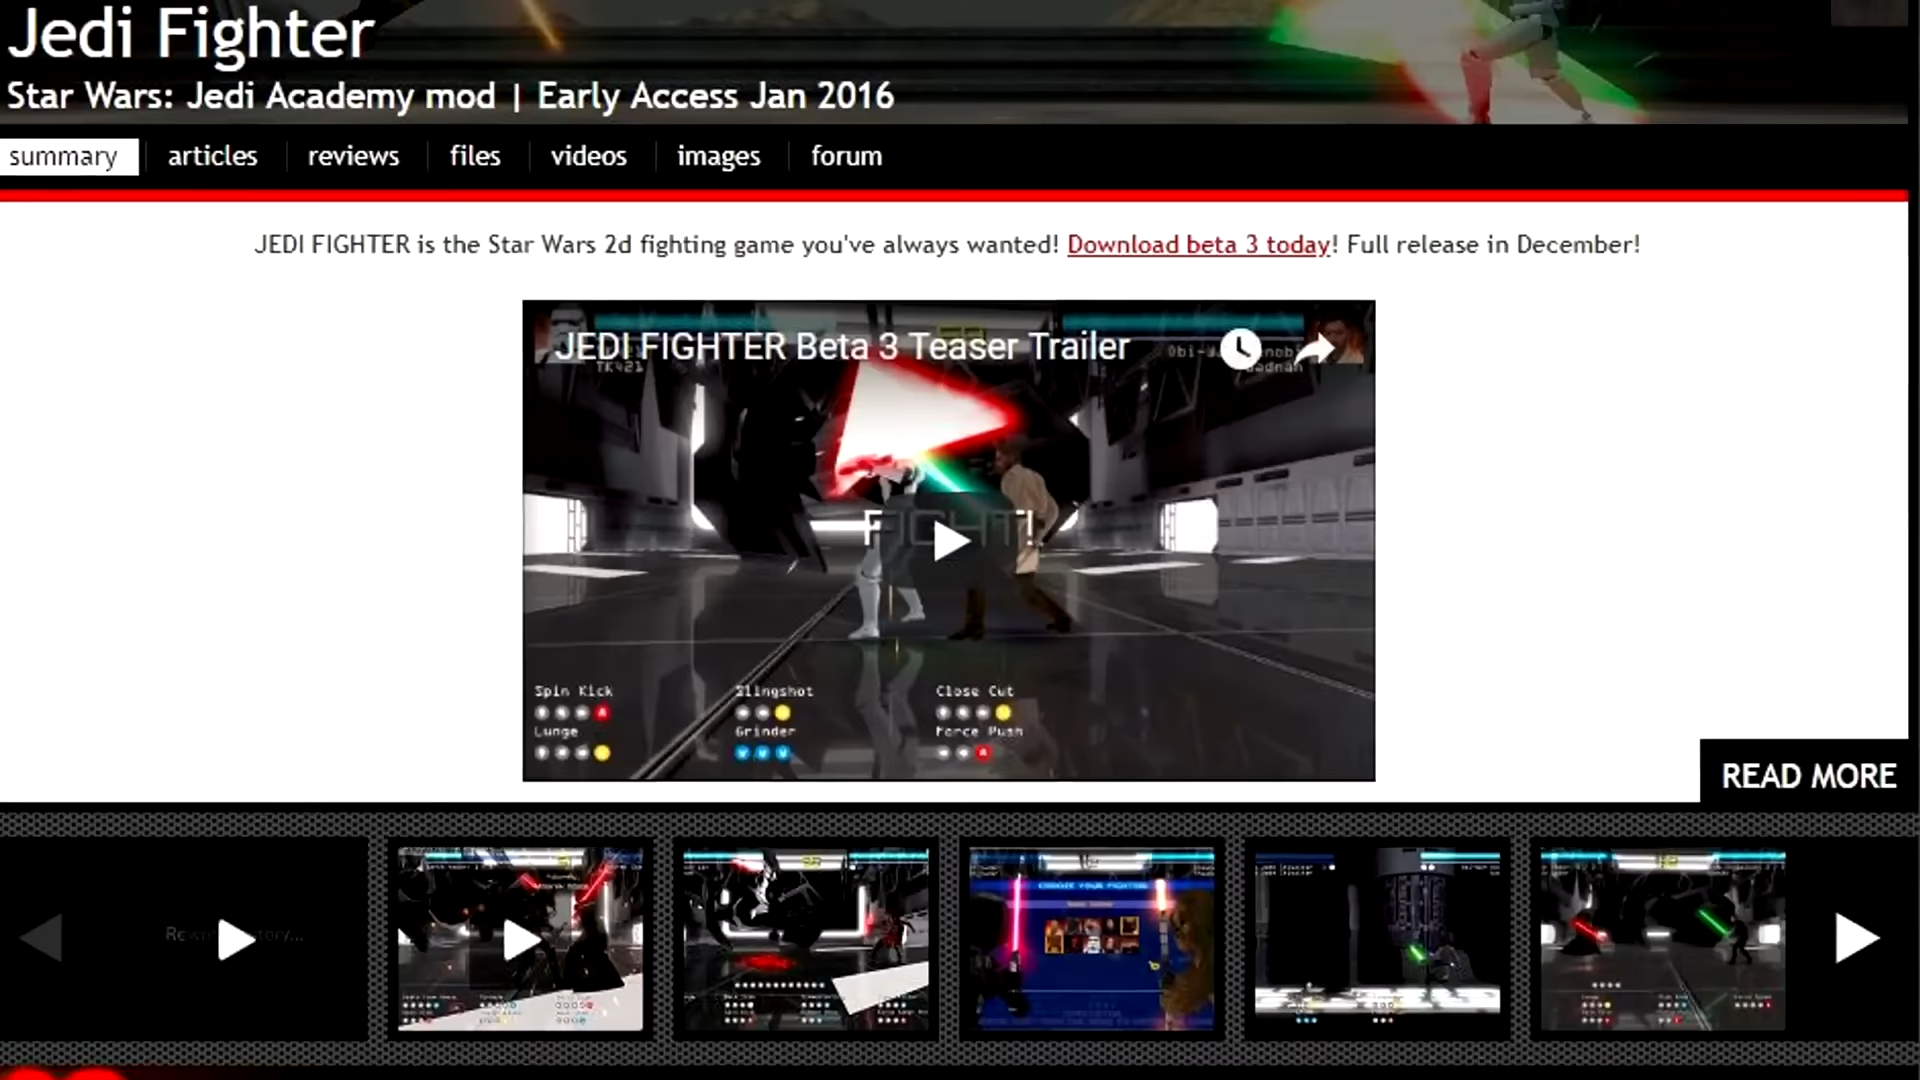 Jedi Fighter
Star Wars: Jedi Academy mod | Early Access Jan 2016
summary articles reviews files videos images forum
JEDI FIGHTER is the Star Wars 2d fighting game you've always wanted! Download beta 3 today! Full release in December!
JEDI FIGHTER Beta 3 Teaser Trailer
TK421
FIGHT!
Spin Kick Slingshot Close Cut
Lunge Grinder Force Push
READ MORE